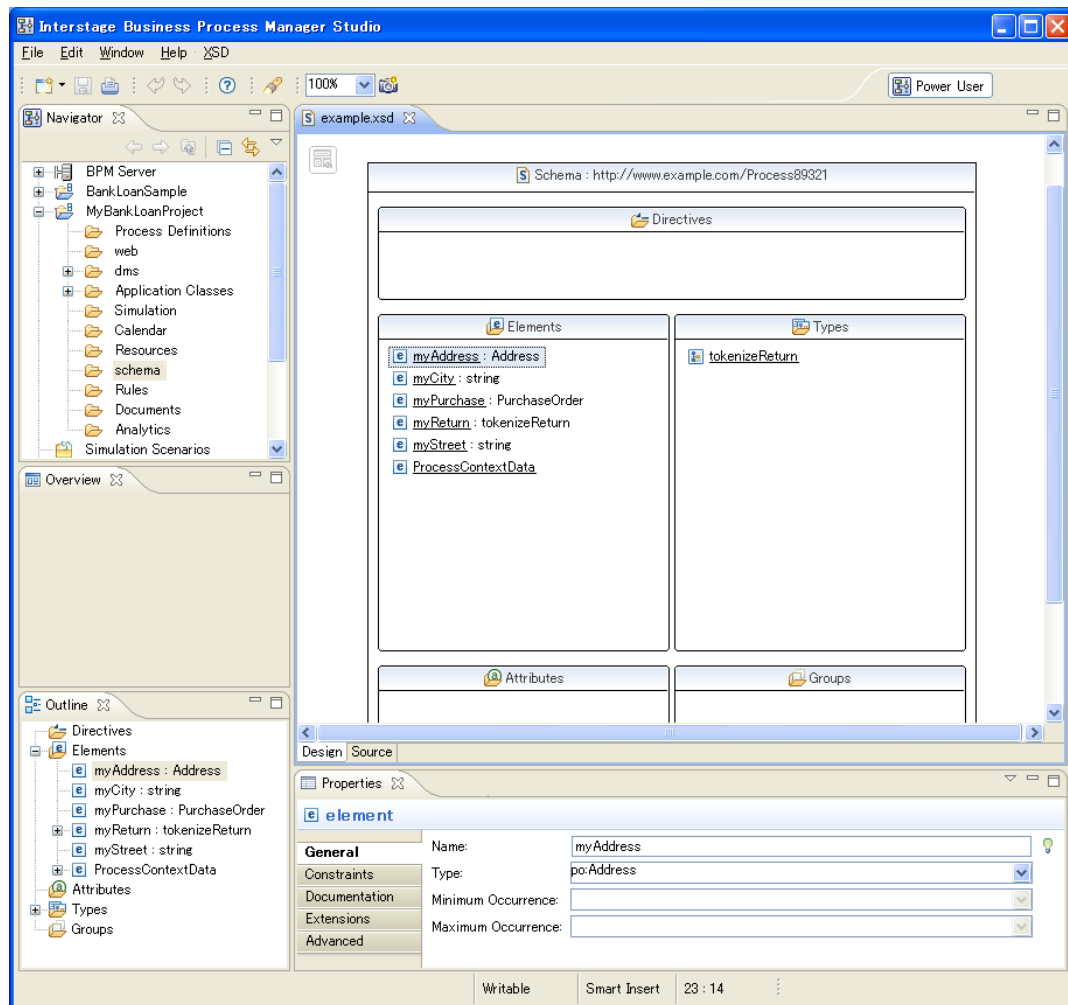 Interstage Business Process Manager Studio
File Edit Window Help XSD
100% Power User
Navigator
BPM Server
BankLoanSample
MyBankLoanProject
Process Definitions
web
dms
Application Classes
Simulation
Calendar
Resources
schema
Rules
Documents
Analytics
Simulation Scenarios
Overview
Outline
Directives
Elements
myAddress : Address
myCity : string
myPurchase : PurchaseOrder
myReturn : tokenizeReturn
myStreet : string
ProcessContextData
Attributes
Types
Groups
example.xsd
Schema : http://www.example.com/Process89321
Directives
Elements
myAddress : Address
myCity : string
myPurchase : PurchaseOrder
myReturn : tokenizeReturn
myStreet : string
ProcessContextData
Types
tokenizeReturn
Attributes
Groups
Design Source
Properties
element
General
Constraints
Documentation
Extensions
Advanced
Name: myAddress
Type: po:Address
Minimum Occurrence:
Maximum Occurrence:
Writable Smart Insert 23 : 14